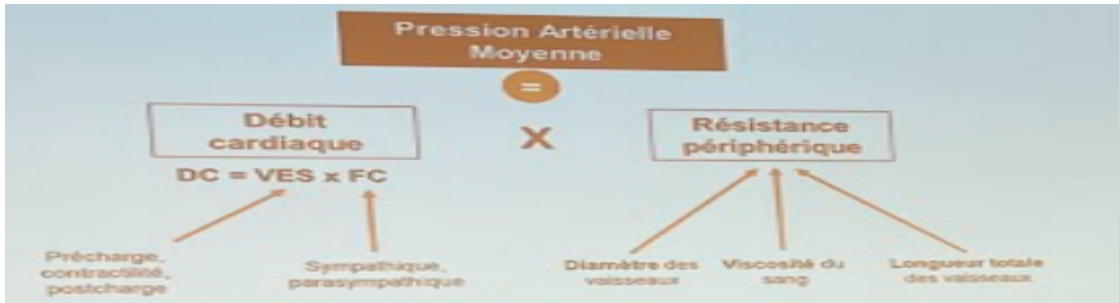 Pression Artérielle
Moyenne
=
Débit
cardiaque
X
Résistance
périphérique
DC = VES x FC
Précharge,
contractilité,
postcharge
Sympathique,
parasympathique
Diamètre des
vaisseaux
Viscosité du
sang
Longueur totale
des vaisseaux